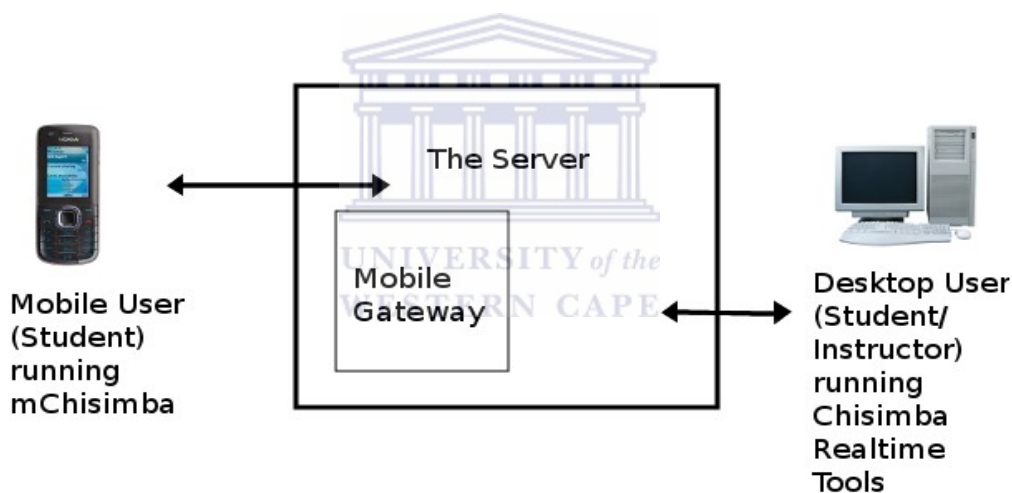 The Server
Mobile
Gateway
UNIVERSITY of the
WESTERN CAPE
NOKIA
Mobile User
(Student)
running
mChisimba
Desktop User
(Student/
Instructor)
running
Chisimba
Realtime
Tools